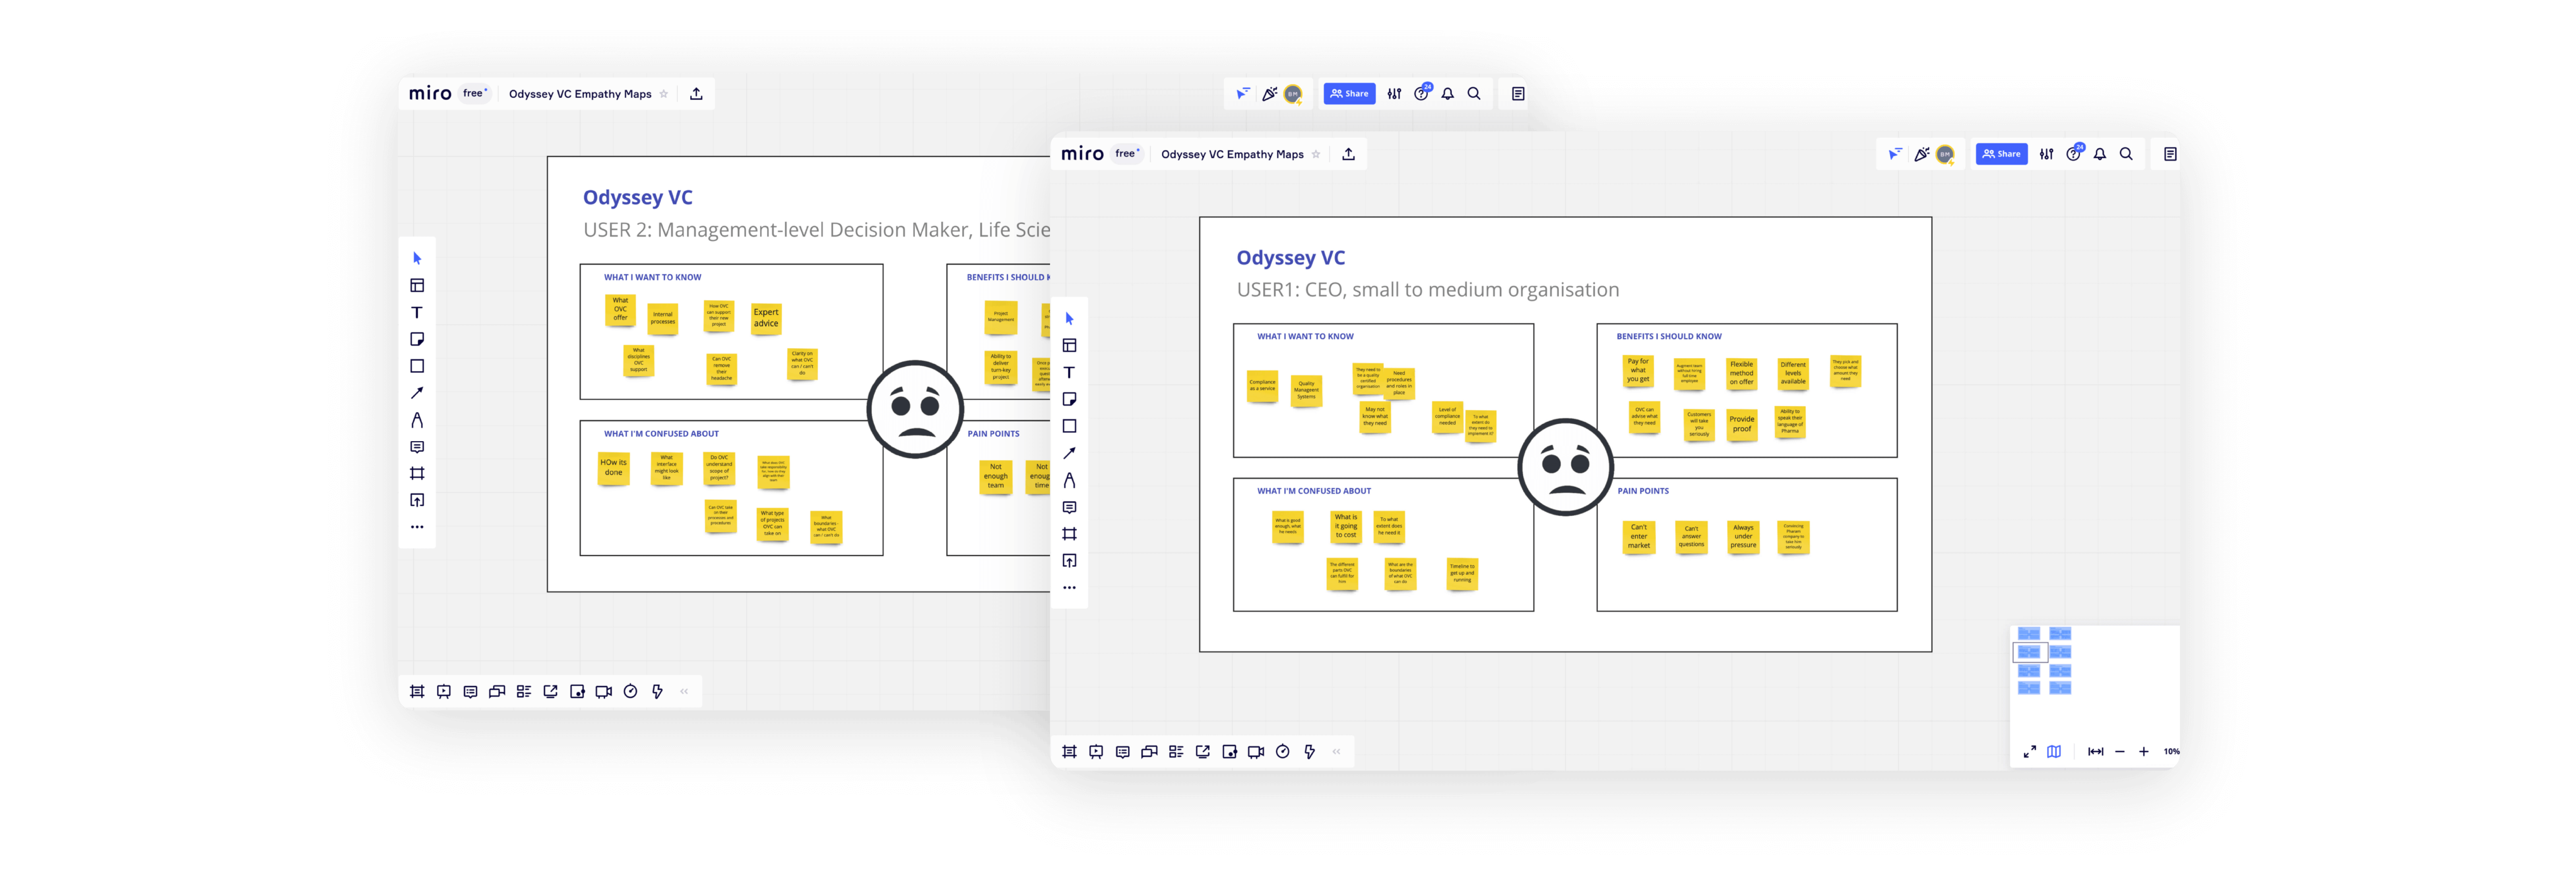 miro free Odyssey VC Empathy Maps
BM Share 24
Odyssey VC
USER 2: Management-level Decision Maker, Life Scie
WHAT I WANT TO KNOW
What
OVC
offer
Internal
processes
How OVC
can support
their new
project
Expert
advice
What
disciplines
OVC
support
Can OVC
remove
their
headache
Clarity on
what OVC
can / can't
do
BENEFITS I SHOULD K
Project
Management
Ability to
deliver
turn-key
project
WHAT I'M CONFUSED ABOUT
HOw its
done
What
interface
might look
like
Do OVC
understand
scope of
project?
Can OVC take
on their
processes and
procedures
What type
of projects
OVC can
take on
What
boundaries -
what OVC
can / can't do
PAIN POINTS
Not
enough
team
Not
enoug
time
miro free Odyssey VC Empathy Maps
BM Share 24
Odyssey VC
USER1: CEO, small to medium organisation
WHAT I WANT TO KNOW
Compliance
as a service
Quality
Managment
Systems
They need to
be a quality
certified
organisation
Need
procedures
and roles in
place
May not
know what
they need
Level of
compliance
needed
To what
extent do
they need to
implement it?
BENEFITS I SHOULD KNOW
Pay for
what
you get
Augment team
without hiring
full time
employee
Flexible
method
on offer
Different
levels
available
They pick and
choose what
amount they
need
OVC can
advise what
they need
Customers
will take
you
seriously
Provide
proof
Ability to
speak their
language of
Pharma
WHAT I'M CONFUSED ABOUT
What is good
enough, what
he needs
What is
it going
to cost
To what
extent does
he need it
The different
parts OVC
can fulfil for
him
What are the
boundaries
of what OVC
can do
Timeline to
get up and
running
PAIN POINTS
Can't
enter
market
Can't
answer
questions
Always
under
pressure
Convincing
Pharam
company to
take him
seriously
10%